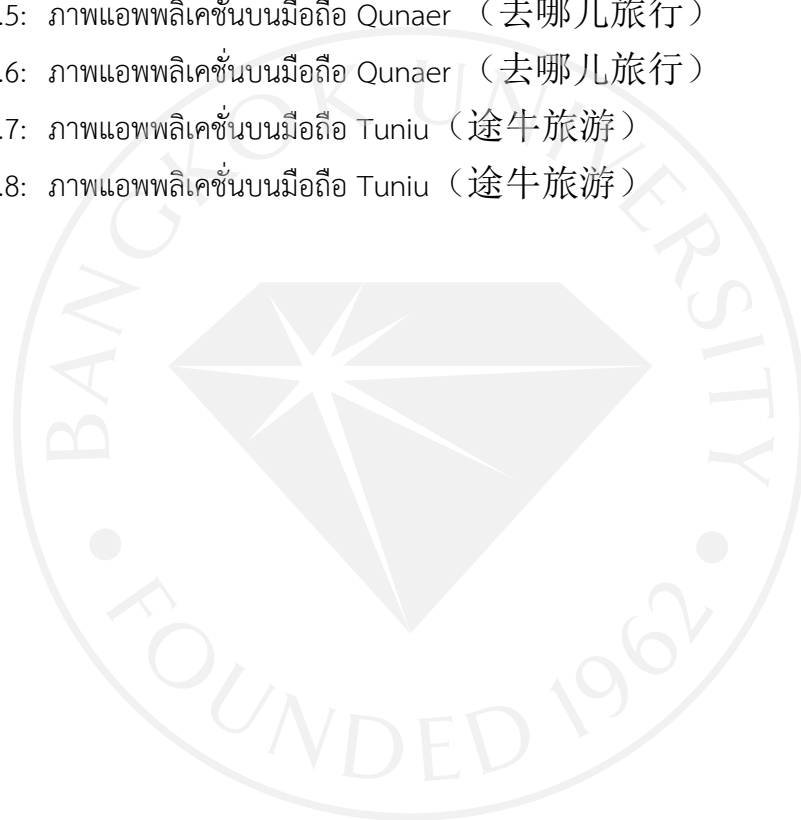 .5: ภาพแอพพลิเคชั่นบนมือถือ Qunaer （去哪儿旅行）
.6: ภาพแอพพลิเคชั่นบนมือถือ Qunaer （去哪儿旅行）
.7: ภาพแอพพลิเคชั่นบนมือถือ Tuniu（途牛旅游）
.8: ภาพแอพพลิเคชั่นบนมือถือ Tuniu（途牛旅游）
BANGKOK UNIVERSITY
FOUNDED 1962